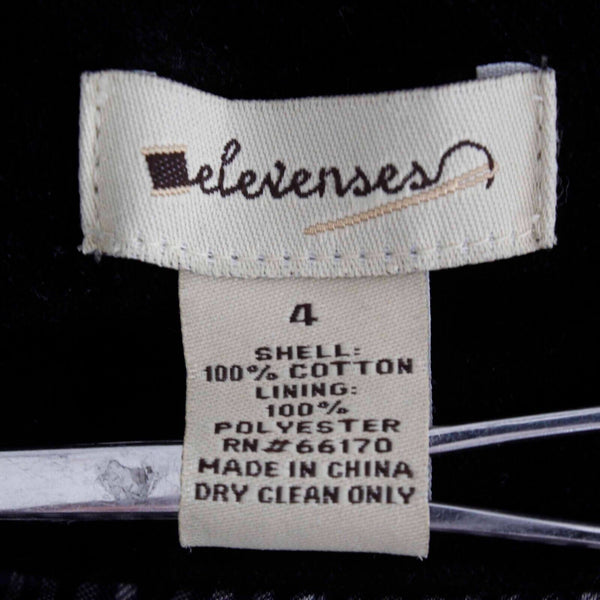 elevenses
4
SHELL:
100% COTTON
LINING:
100%
POLYESTER
RN# 66170
MADE IN CHINA
DRY CLEAN ONLY